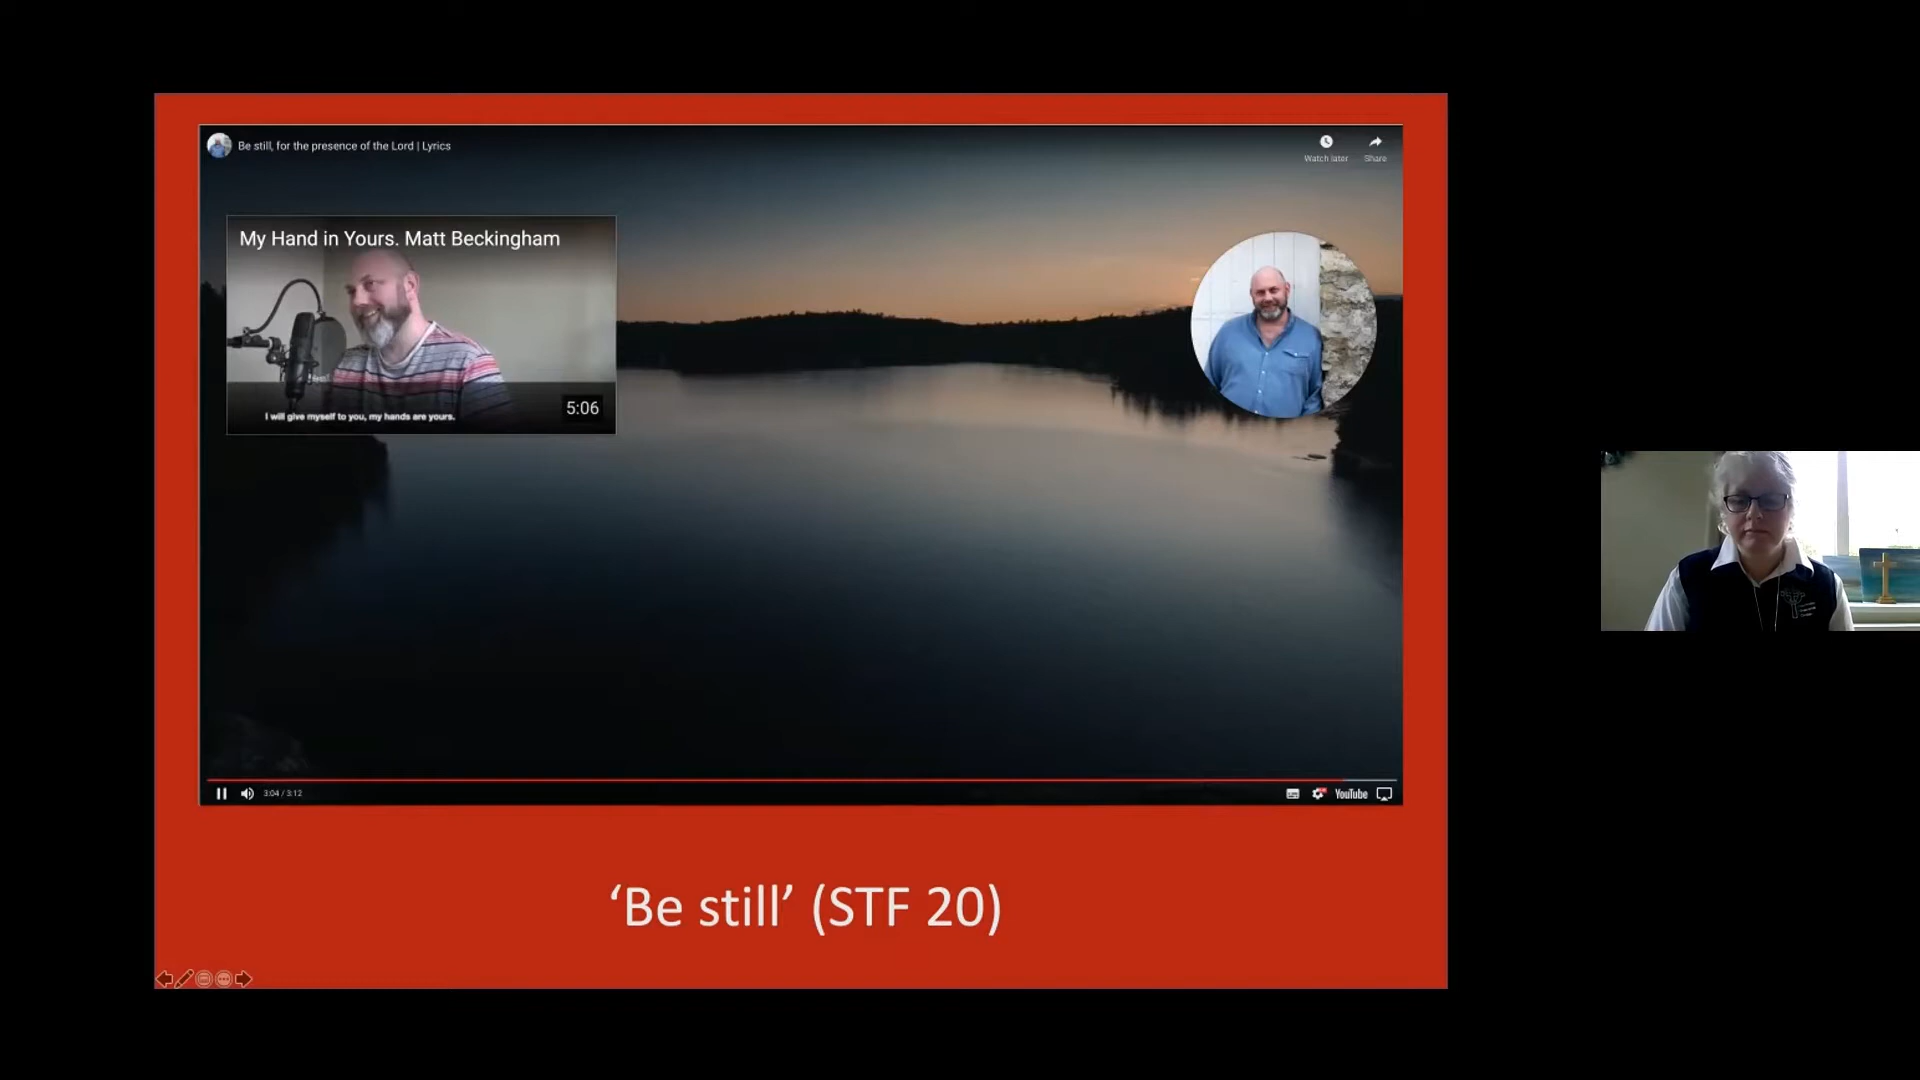 Be still, for the presence of the Lord | Lyrics
Watch later
Share
My Hand in Yours. Matt Beckingham
I will give myself to you, my hands are yours.
5:06
3:04 / 3:12
YouTube
‘Be still’ (STF 20)